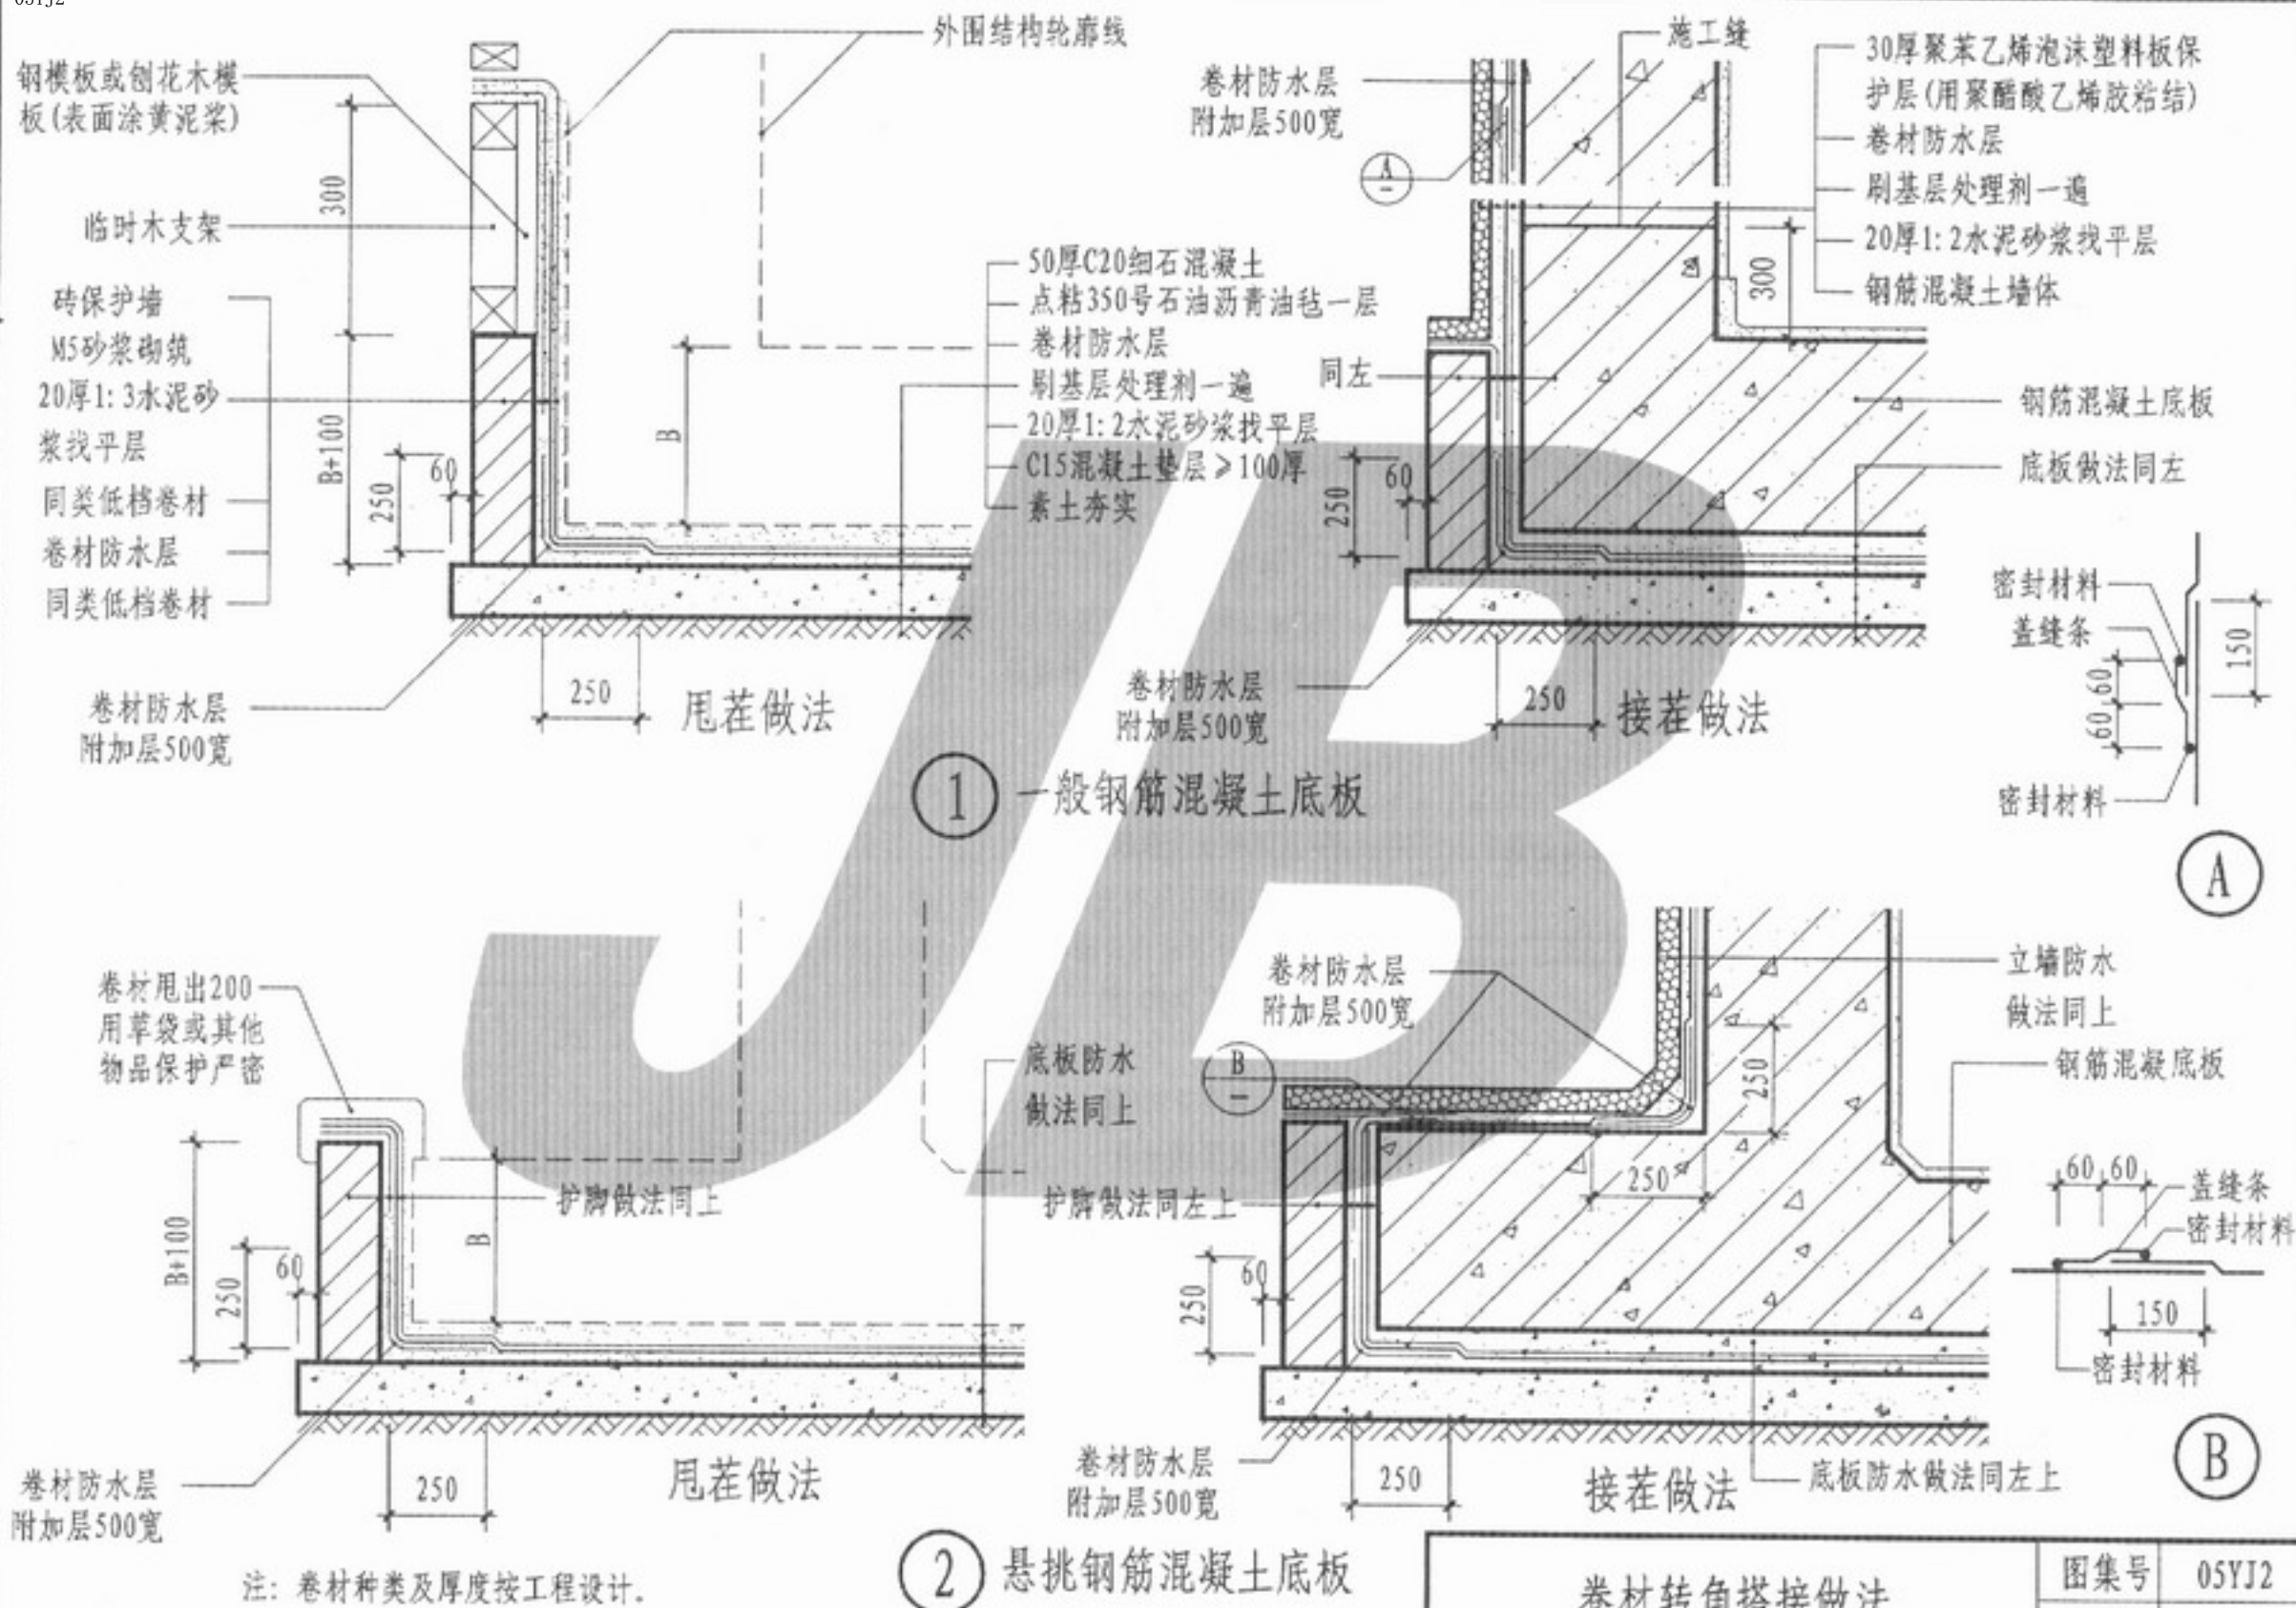 05YJ2
外围结构轮廓线
钢模板或刨花木模
板(表面涂黄泥桨)
临时木支架
砖保护墙
M5砂浆砌筑
20厚1:3水泥砂
浆找平层
同类低档卷材
卷材防水层
同类低档卷材
300
B+100
250
60
B
50厚C20细石混凝土
点粘350号石油沥青油毡一层
卷材防水层
刷基层处理剂一遍
20厚1:2水泥砂浆找平层
C15混凝土垫层≥100厚
素土夯实
卷材防水层
附加层500宽
250
甩茬做法
施工缝
卷材防水层
附加层500宽
A
30厚聚苯乙烯泡沫塑料板保
护层(用聚醋酸乙烯胶粘结)
卷材防水层
刷基层处理剂一遍
20厚1:2水泥砂浆找平层
钢筋混凝土墙体
300
同左
钢筋混凝土底板
底板做法同左
250
60
卷材防水层
附加层500宽
250
接茬做法
密封材料
盖缝条
150
60
60
密封材料
A
1
一般钢筋混凝土底板
卷材甩出200
用草袋或其他
物品保护严密
底板防水
做法同上
护脚做法同上
B
B+100
250
60
卷材防水层
附加层500宽
250
甩茬做法
卷材防水层
附加层500宽
B
立墙防水
做法同上
钢筋混凝底板
250
250
护脚做法同左上
250
60
卷材防水层
附加层500宽
250
接茬做法
底板防水做法同左上
60
60
盖缝条
密封材料
150
密封材料
B
2
悬挑钢筋混凝土底板
注: 卷材种类及厚度按工程设计.
卷材转角搭接做法
图集号
05YJ2
JB